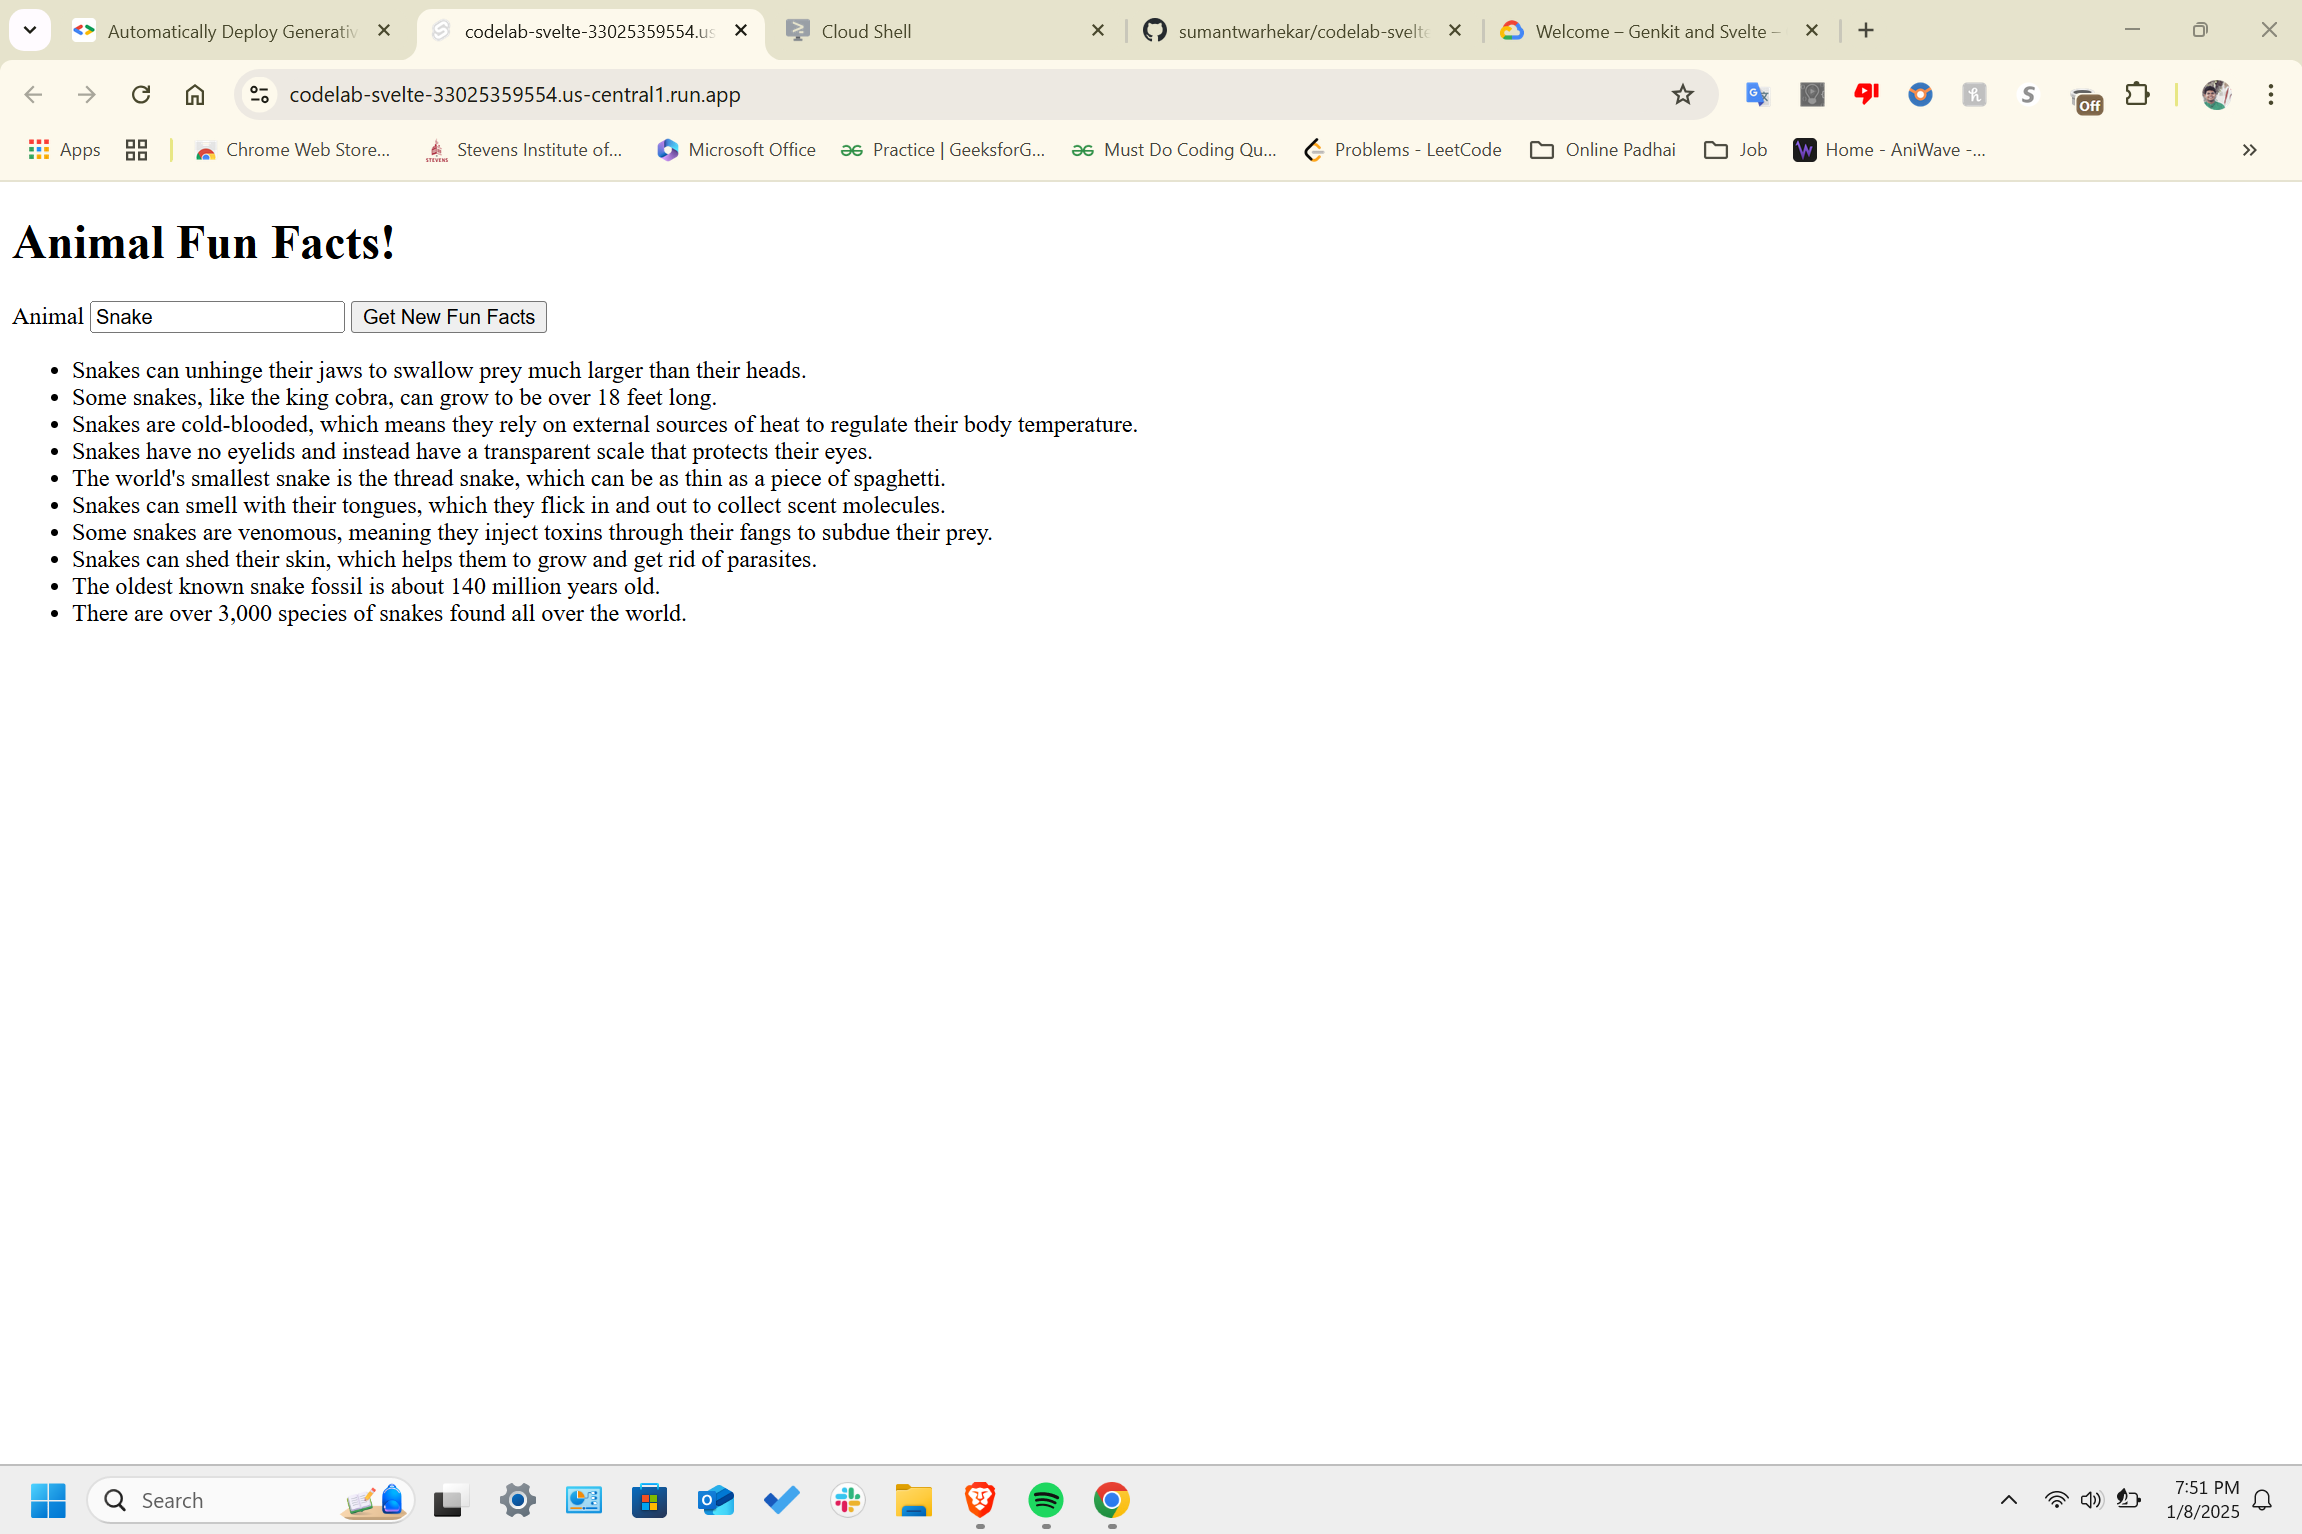 Automatically Deploy Generativ
codelab-svelte-33025359554.us
Cloud Shell
sumantwarhekar/codelab-svelte
Welcome – Genkit and Svelte –
codelab-svelte-33025359554.us-central1.run.app
Off
Apps
Chrome Web Store...
STEVENS
Stevens Institute of...
Microsoft Office
Practice | GeeksforG...
Must Do Coding Qu...
Problems - LeetCode
Online Padhai
Job
Home - AniWave -...
Animal Fun Facts!
Animal Snake Get New Fun Facts
• Snakes can unhinge their jaws to swallow prey much larger than their heads.
• Some snakes, like the king cobra, can grow to be over 18 feet long.
• Snakes are cold-blooded, which means they rely on external sources of heat to regulate their body temperature.
• Snakes have no eyelids and instead have a transparent scale that protects their eyes.
• The world's smallest snake is the thread snake, which can be as thin as a piece of spaghetti.
• Snakes can smell with their tongues, which they flick in and out to collect scent molecules.
• Some snakes are venomous, meaning they inject toxins through their fangs to subdue their prey.
• Snakes can shed their skin, which helps them to grow and get rid of parasites.
• The oldest known snake fossil is about 140 million years old.
• There are over 3,000 species of snakes found all over the world.
Search
7:51 PM
1/8/2025